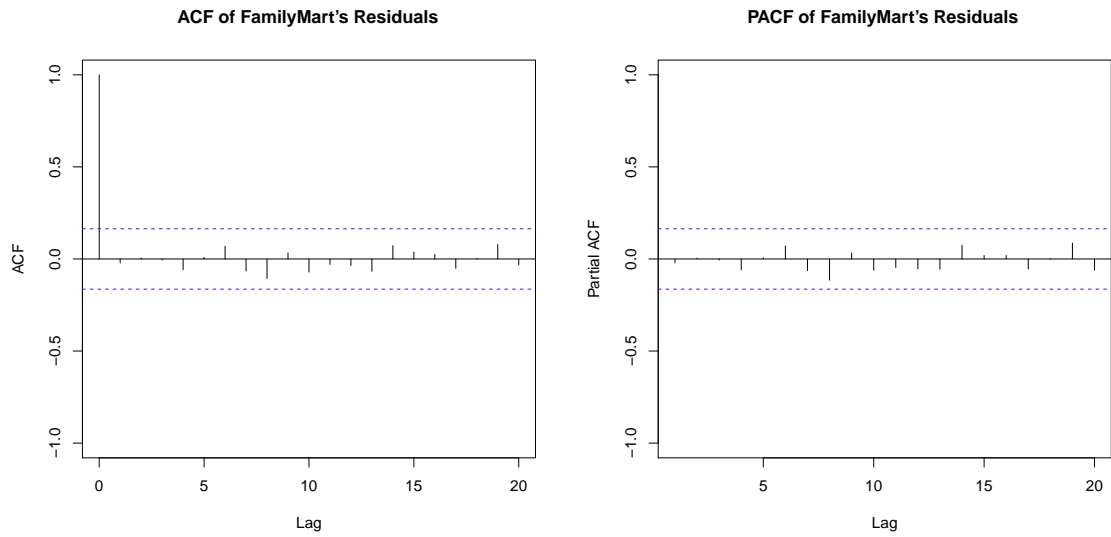 ACF of FamilyMart’s Residuals
ACF
1.0
0.5
0.0
−0.5
−1.0
0 5 10 15 20
Lag
PACF of FamilyMart’s Residuals
Partial ACF
1.0
0.5
0.0
−0.5
−1.0
5 10 15 20
Lag